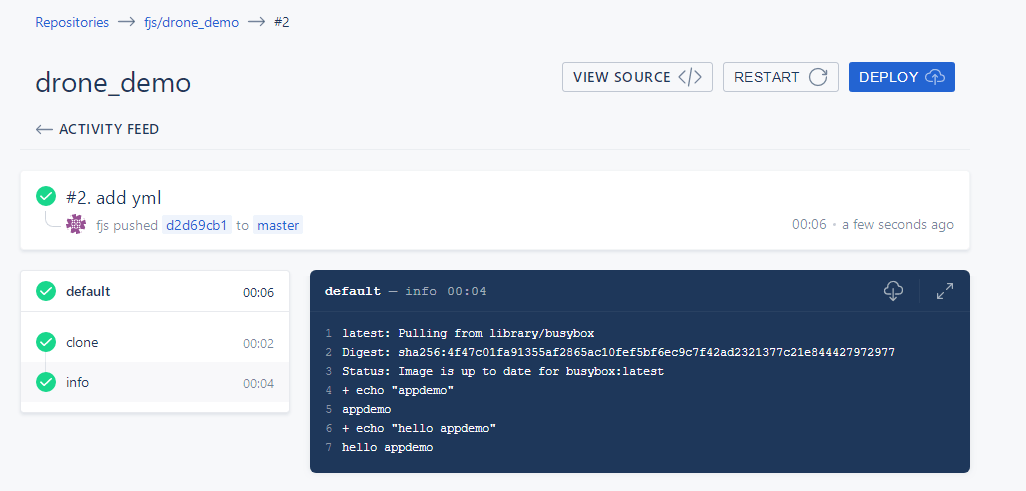 Repositories → fjs/drone_demo → #2
drone_demo
VIEW SOURCE </>
RESTART
DEPLOY
← ACTIVITY FEED
#2. add yml
fjs pushed d2d69cb1 to master
00:06 • a few seconds ago
default 00:06
clone 00:02
info 00:04
default — info 00:04
1 latest: Pulling from library/busybox
2 Digest: sha256:4f47c01fa91355af2865ac10fef5bf6ec9c7f42ad2321377c21e844427972977
3 Status: Image is up to date for busybox:latest
4 + echo "appdemo"
5 appdemo
6 + echo "hello appdemo"
7 hello appdemo